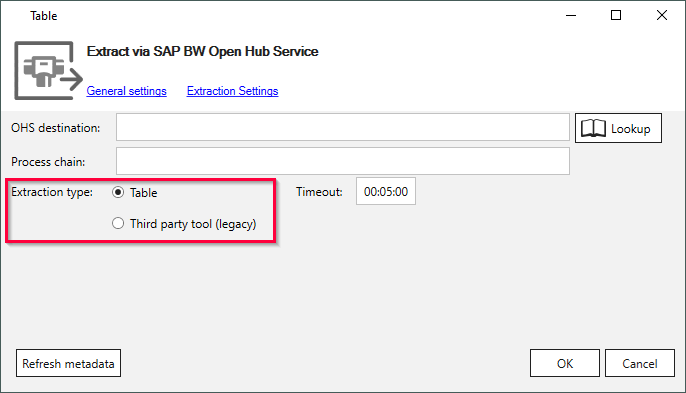 Table
Extract via SAP BW Open Hub Service
General settings Extraction Settings
OHS destination: Lookup
Process chain:
Extraction type: Table Timeout: 00:05:00
Third party tool (legacy)
Refresh metadata OK Cancel